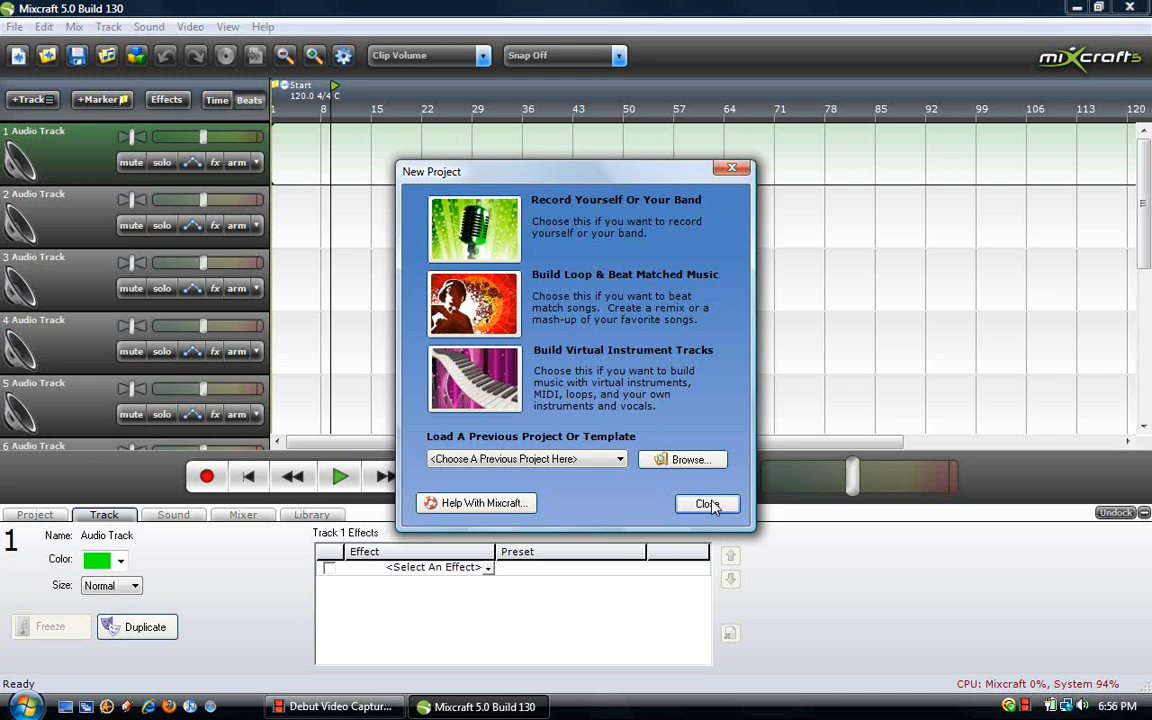 Mixcraft 5.0 Build 130
File Edit Mix Track Sound Video View Help
Clip Volume
Snap Off
mixcraft5
+Track
+Marker
Effects
Time
Beats
Start
120.0 4/4 C
1 8 15 22 29 36 43 50 57 64 71 78 85 92 99 106 113 120
1 Audio Track
mute solo fx arm
2 Audio Track
mute solo fx arm
3 Audio Track
mute solo fx arm
4 Audio Track
mute solo fx arm
5 Audio Track
mute solo fx arm
6 Audio Track
New Project
Record Yourself Or Your Band
Choose this if you want to record
yourself or your band.
Build Loop & Beat Matched Music
Choose this if you want to beat
match songs. Create a remix or a
mash-up of your favorite songs.
Build Virtual Instrument Tracks
Choose this if you want to build
music with virtual instruments,
MIDI, loops, and your own
instruments and vocals.
Load A Previous Project Or Template
<Choose A Previous Project Here>
Browse...
Help With Mixcraft...
Close
Project Track Sound Mixer Library
Undock
1
Name: Audio Track
Color:
Size: Normal
Freeze
Duplicate
Track 1 Effects
Effect Preset
<Select An Effect>
Ready
CPU: Mixcraft 0%, System 94%
Debut Video Captur...
Mixcraft 5.0 Build 130
6:56 PM